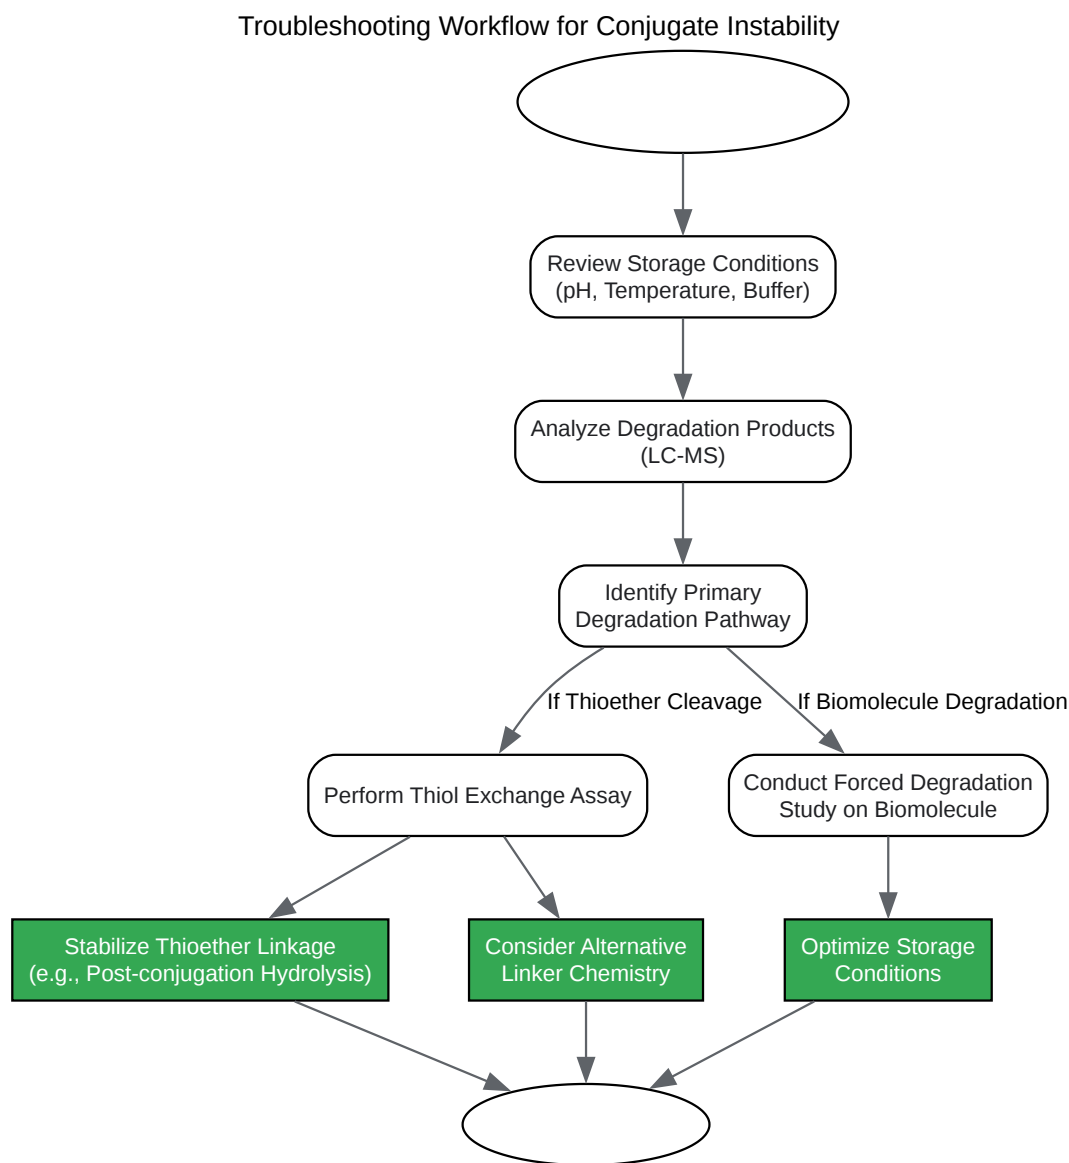 Troubleshooting Workflow for Conjugate Instability
Review Storage Conditions
(pH, Temperature, Buffer)
Analyze Degradation Products
(LC-MS)
Identify Primary
Degradation Pathway
If Thioether Cleavage
If Biomolecule Degradation
Perform Thiol Exchange Assay
Conduct Forced Degradation
Study on Biomolecule
Stabilize Thioether Linkage
(e.g., Post-conjugation Hydrolysis)
Consider Alternative
Linker Chemistry
Optimize Storage
Conditions